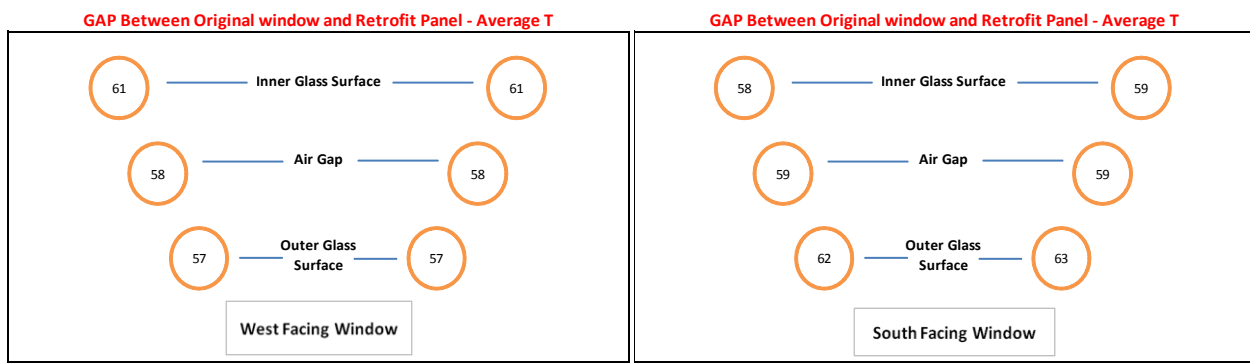 GAP Between Original window and Retrofit Panel - Average T
61 Inner Glass Surface 61
58 Air Gap 58
57 Outer Glass Surface 57
West Facing Window
GAP Between Original window and Retrofit Panel - Average T
58 Inner Glass Surface 59
59 Air Gap 59
62 Outer Glass Surface 63
South Facing Window